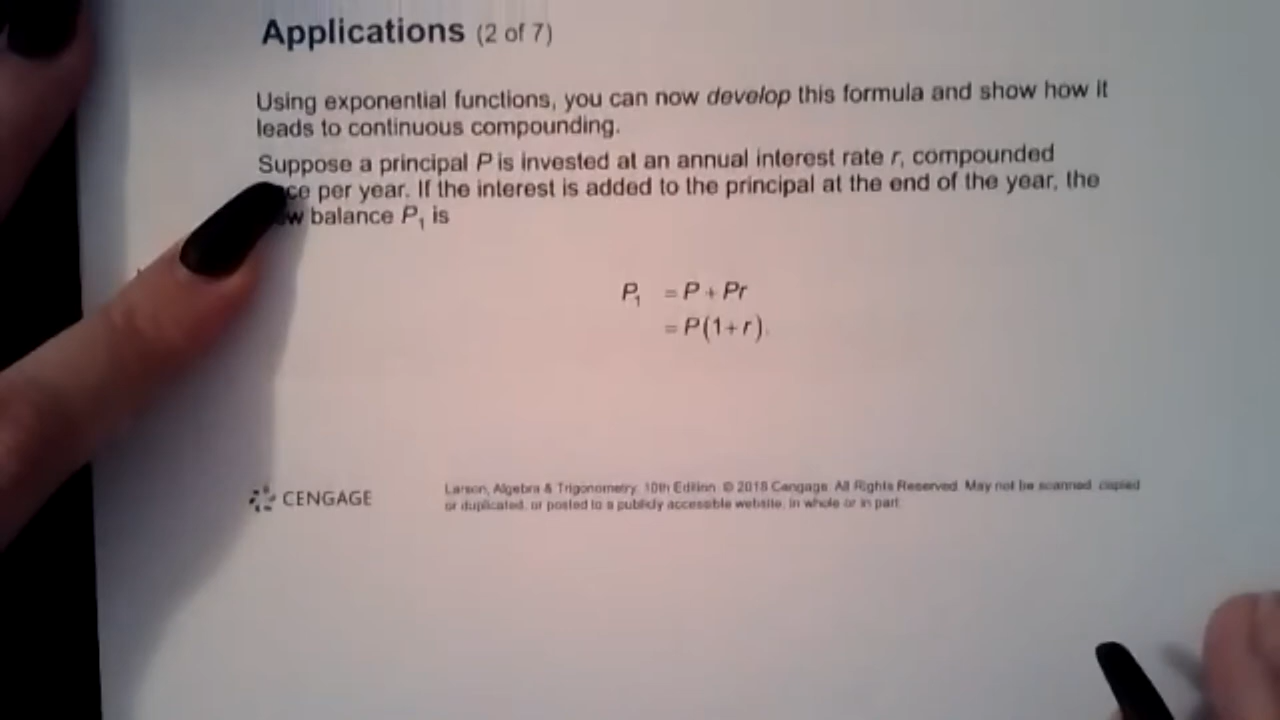 Applications (2 of 7)
Using exponential functions, you can now develop this formula and show how it
leads to continuous compounding.
Suppose a principal P is invested at an annual interest rate r, compounded
per year. If the interest is added to the principal at the end of the year, the
balance P₁ is
P₁ = P + Pr
= P(1+r).
CENGAGE
Larson, Algebra & Trigonometry, 10th Edition. © 2018 Cengage. All Rights Reserved. May not be scanned, copied
or duplicated, or posted to a publicly accessible website, in whole or in part.